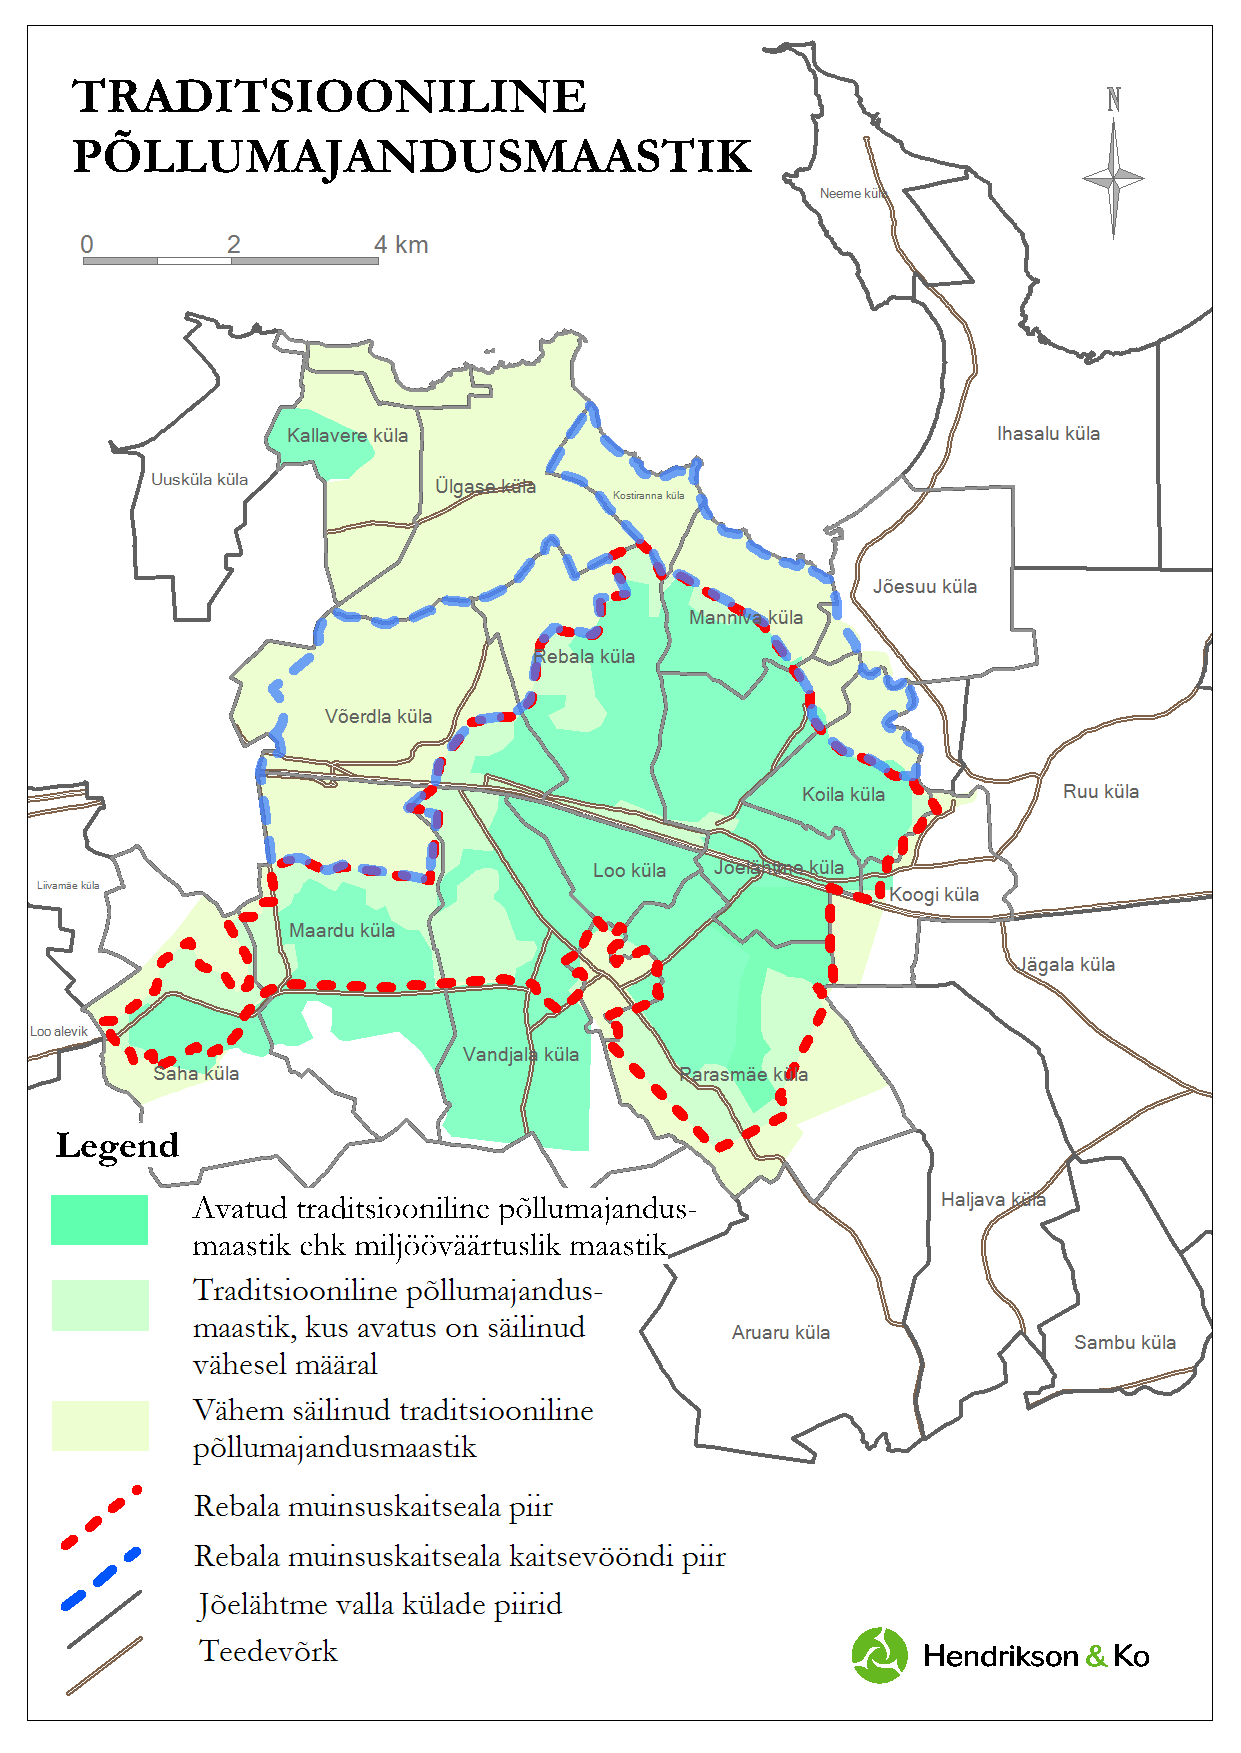 TRADITSIOONILINE
PÕLLUMAJANDUSMAASTIK
N
0 2 4 km
Neeme küla
Ihasalu küla
Kallavere küla
Uusküla küla
Ülgase küla
Kostiranna küla
Jõesuu küla
Manniva küla
Rebala küla
Võerdla küla
Koila küla
Ruu küla
Loo küla
Jõelähtme küla
Liivamäe küla
Koogi küla
Maardu küla
Jägala küla
Loo alevik
Vandjala küla
Saha küla
Parasmäe küla
Haljava küla
Aruaru küla
Sambu küla
Legend
Avatud traditsiooniline põllumajandus-
maastik ehk miljööväärtuslik maastik
Traditsiooniline põllumajandus-
maastik, kus avatus on säilinud
vähesel määral
Vähem säilinud traditsiooniline
põllumajandusmaastik
Rebala muinsuskaitseala piir
Rebala muinsuskaitseala kaitsevööndi piir
Jõelähtme valla külade piirid
Teedevõrk
Hendrikson & Ko